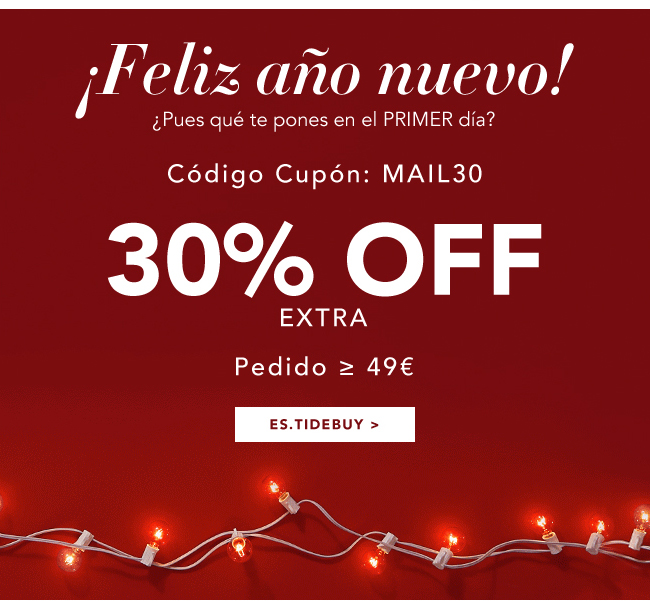 ¡Feliz año nuevo!
¿Pues qué te pones en el PRIMER día?
Código Cupón: MAIL30
30% OFF
EXTRA
Pedido ≥ 49€
ES.TIDEBUY >